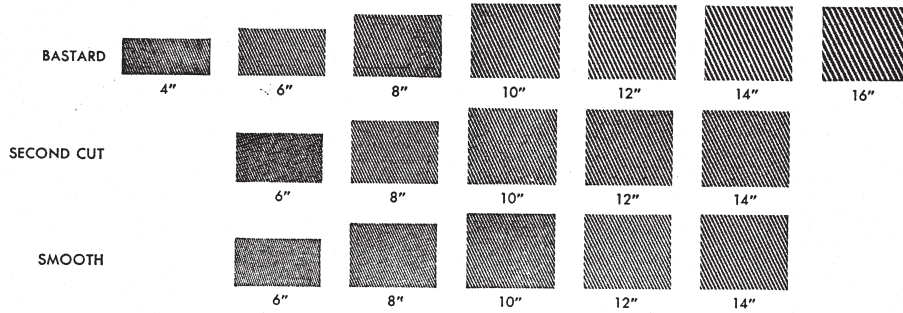 BASTARD
4" 6" 8" 10" 12" 14" 16"
SECOND CUT
6" 8" 10" 12" 14"
SMOOTH
6" 8" 10" 12" 14"